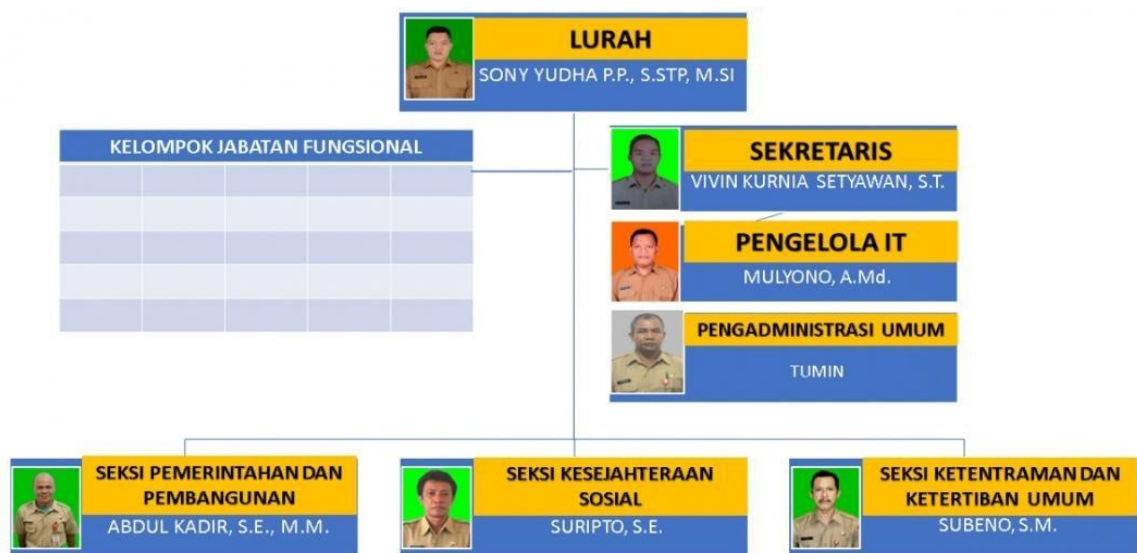 LURAH
SONY YUDHA P.P., S.STP, M.SI
KELOMPOK JABATAN FUNGSIONAL
SEKRETARIS
VIVIN KURNIA SETYAWAN, S.T.
PENGELOLA IT
MULYONO, A.Md.
PENGADMINISTRASI UMUM
TUMIN
SEKSI PEMERINTAHAN DAN
PEMBANGUNAN
ABDUL KADIR, S.E., M.M.
SEKSI KESEJAHTERAAN
SOSIAL
SURIPTO, S.E.
SEKSI KETENTRAMAN DAN
KETERTIBAN UMUM
SUBENO, S.M.